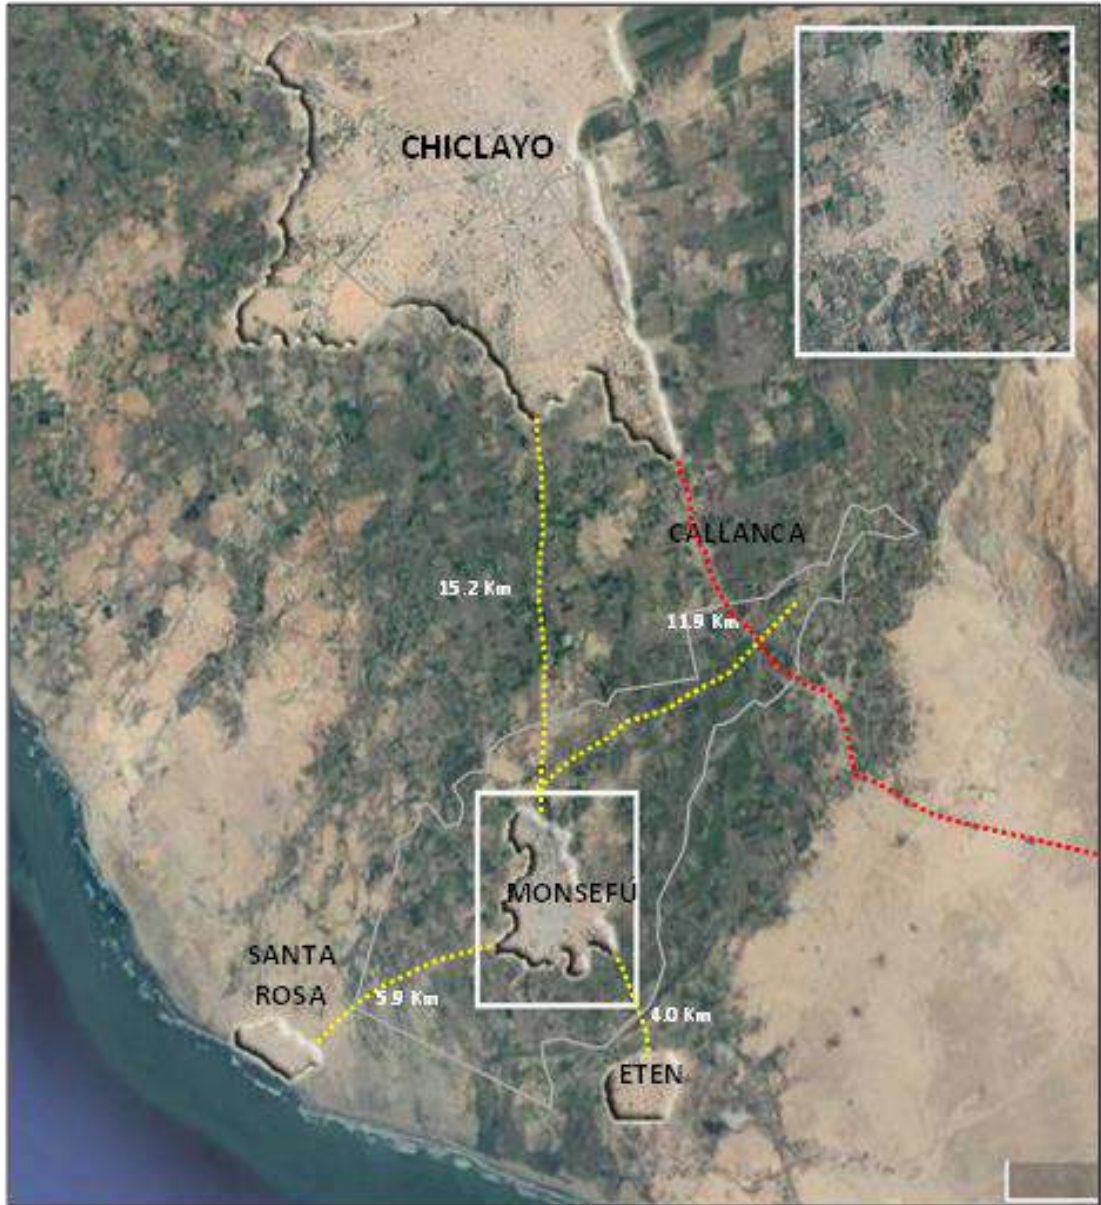 CHICLAYO
CALLANCA
15.2 Km
11.9 Km
MONSEFÚ
SANTA
ROSA
5.9 Km
4.0 Km
ETEN